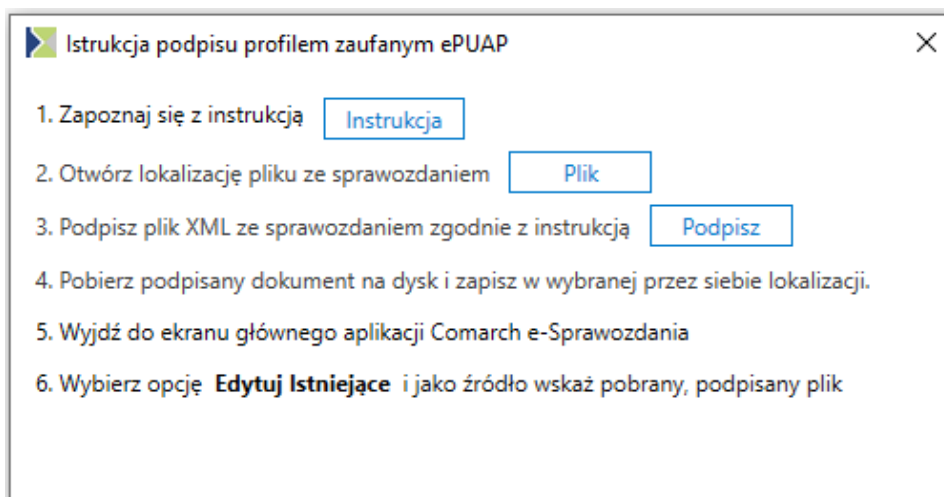 Istrukcja podpisu profilem zaufanym ePUAP
1. Zapoznaj się z instrukcją Instrukcja
2. Otwórz lokalizację pliku ze sprawozdaniem Plik
3. Podpisz plik XML ze sprawozdaniem zgodnie z instrukcją Podpisz
4. Pobierz podpisany dokument na dysk i zapisz w wybranej przez siebie lokalizacji.
5. Wyjdź do ekranu głównego aplikacji Comarch e-Sprawozdania
6. Wybierz opcję Edytuj Istniejące i jako źródło wskaż pobrany, podpisany plik